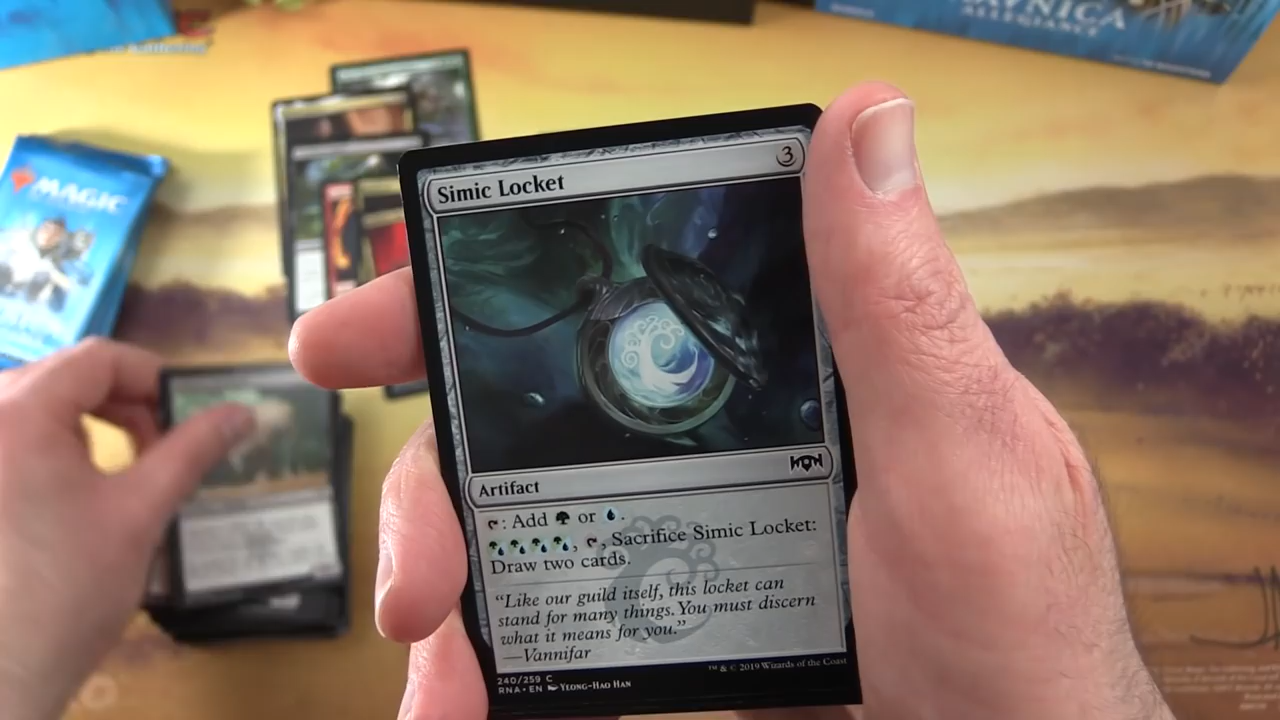 RAVNICA
ALLEGIANCE
MAGIC
Simic Locket
3
Artifact
: Add or .
, , Sacrifice Simic Locket:
Draw two cards.
“Like our guild itself, this locket can
stand for many things. You must discern
what it means for you.”
—Vannifar
240/259 C
RNA • EN Yeong-Hao Han
™ & © 2019 Wizards of the Coast